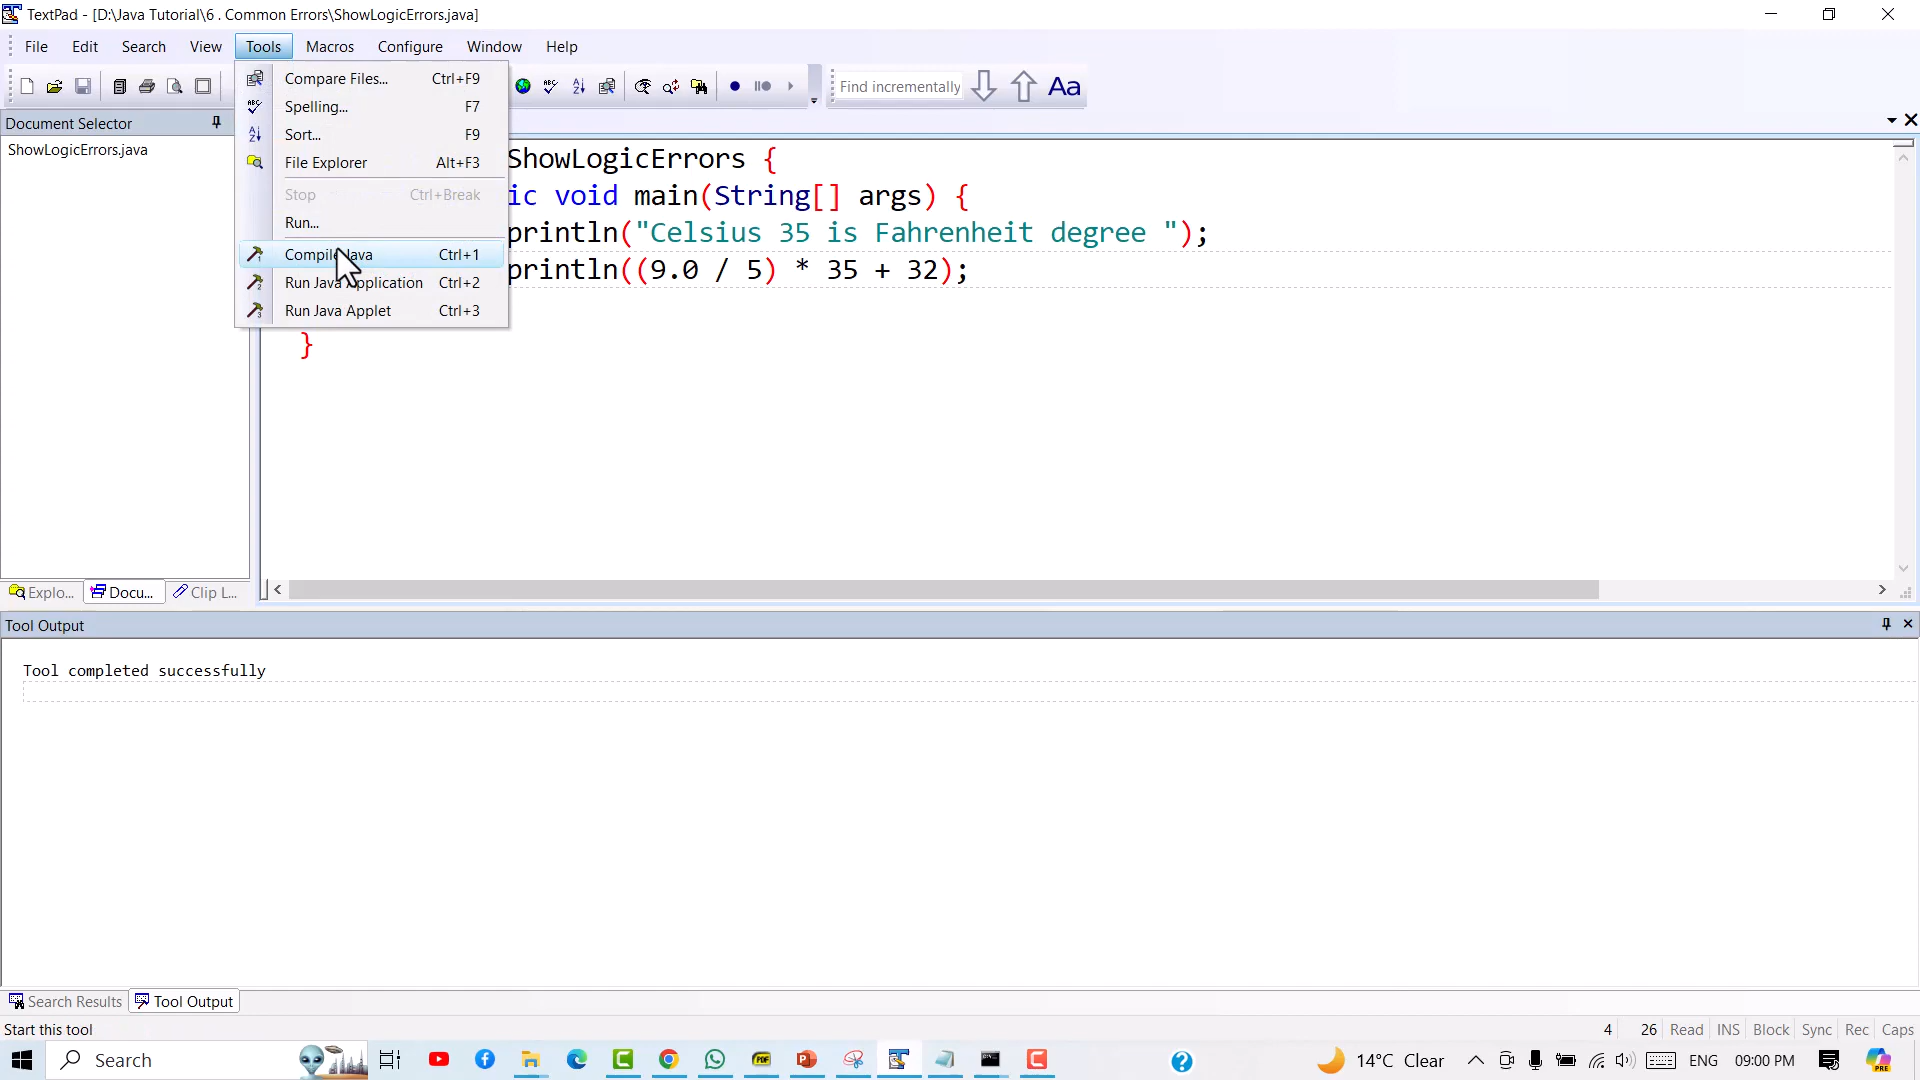 TextPad - [D:\Java Tutorial\6 . Common Errors\ShowLogicErrors.java]
File Edit Search View Tools Macros Configure Window Help
Compare Files... Ctrl+F9
Spelling... F7
Sort... F9
File Explorer Alt+F3
Stop Ctrl+Break
Run...
Compile Java Ctrl+1
Run Java Application Ctrl+2
Run Java Applet Ctrl+3
Find incrementally
Aa
Document Selector
ShowLogicErrors.java
ShowLogicErrors {
ic void main(String[] args) {
println("Celsius 35 is Fahrenheit degree ");
println((9.0 / 5) * 35 + 32);
}
Explo... Docu... Clip L...
Tool Output
Tool completed successfully
Search Results Tool Output
Start this tool
4 26 Read INS Block Sync Rec Caps
Search
14°C Clear
ENG
09:00 PM